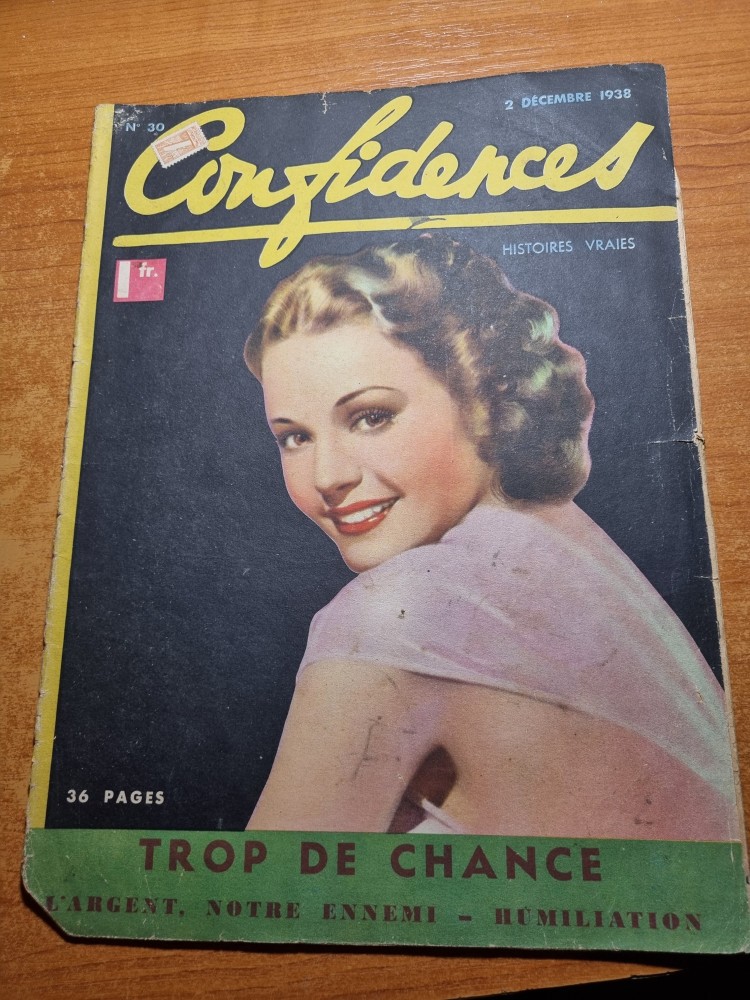 N° 30
2 DÉCEMBRE 1938
Confidences
HISTOIRES VRAIES
1 fr.
36 PAGES
TROP DE CHANCE
L'ARGENT, NOTRE ENNEMI – HUMILIATION